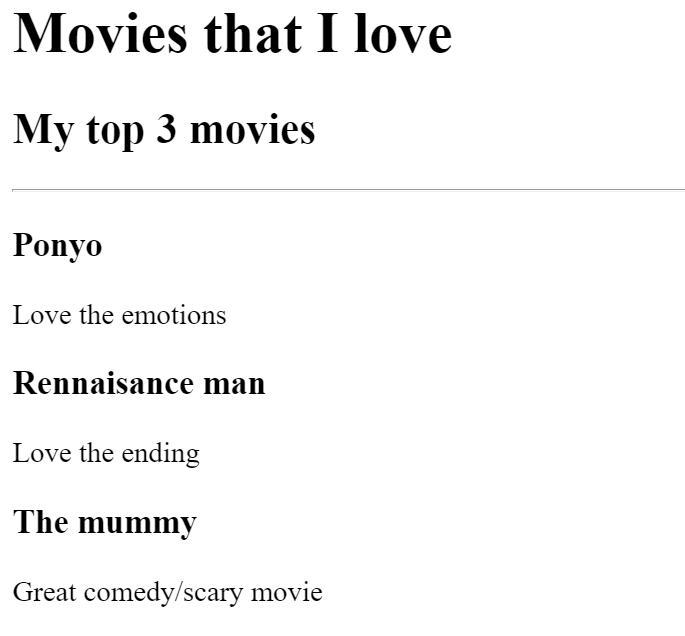 Movies that I love
My top 3 movies
Ponyo
Love the emotions
Rennaisance man
Love the ending
The mummy
Great comedy/scary movie